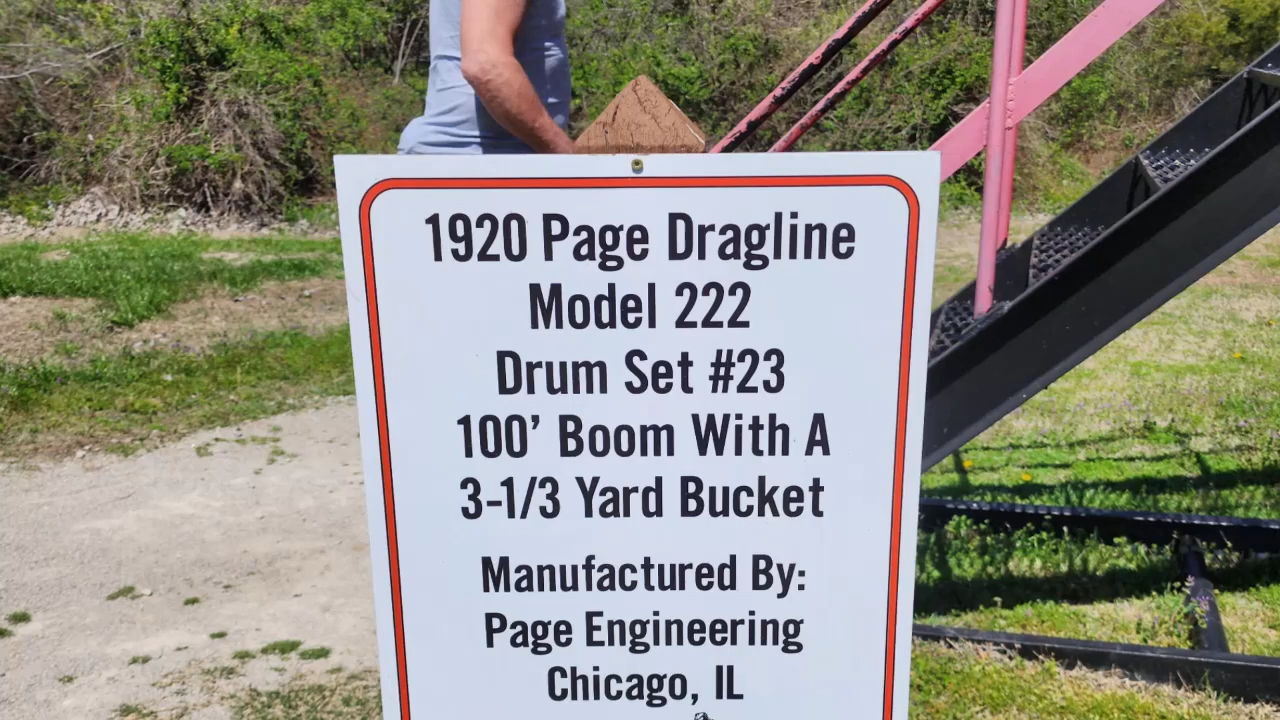 1920 Page Dragline
Model 222
Drum Set #23
100' Boom With A
3-1/3 Yard Bucket
Manufactured By:
Page Engineering
Chicago, IL